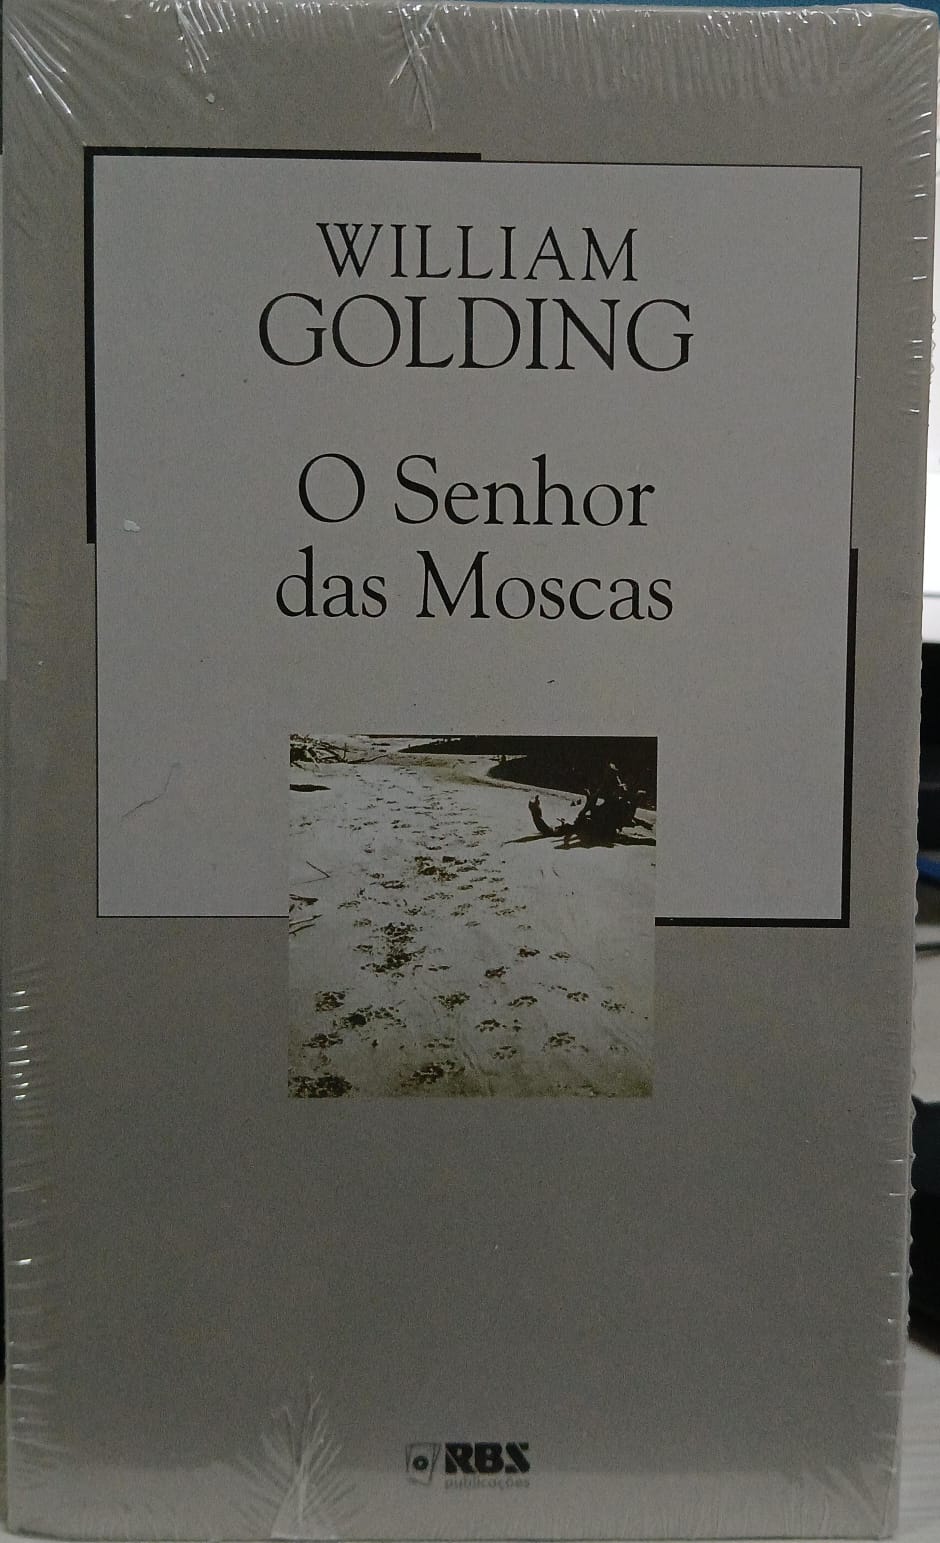 WILLIAM
GOLDING
O Senhor
das Moscas
RBS
publicações